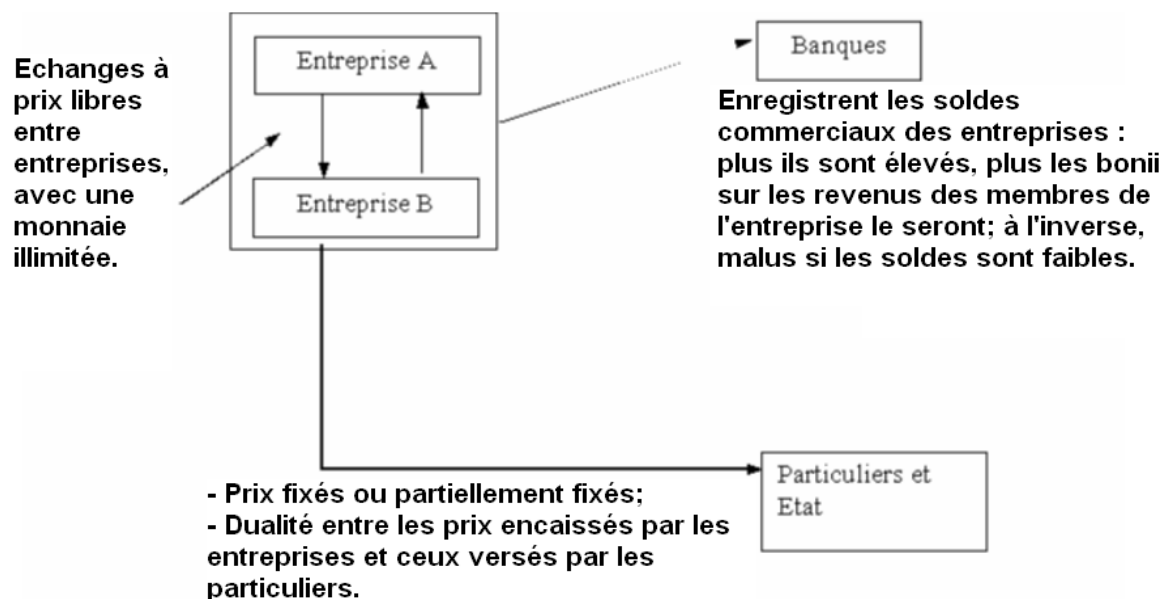 Echanges à
prix libres
entre
entreprises,
avec une
monnaie
illimitée.
Entreprise A
Entreprise B
Banques
Enregistrent les soldes
commerciaux des entreprises :
plus ils sont élevés, plus les bonii
sur les revenus des membres de
l'entreprise le seront; à l'inverse,
malus si les soldes sont faibles.
Particuliers et
Etat
- Prix fixés ou partiellement fixés;
- Dualité entre les prix encaissés par les
entreprises et ceux versés par les
particuliers.